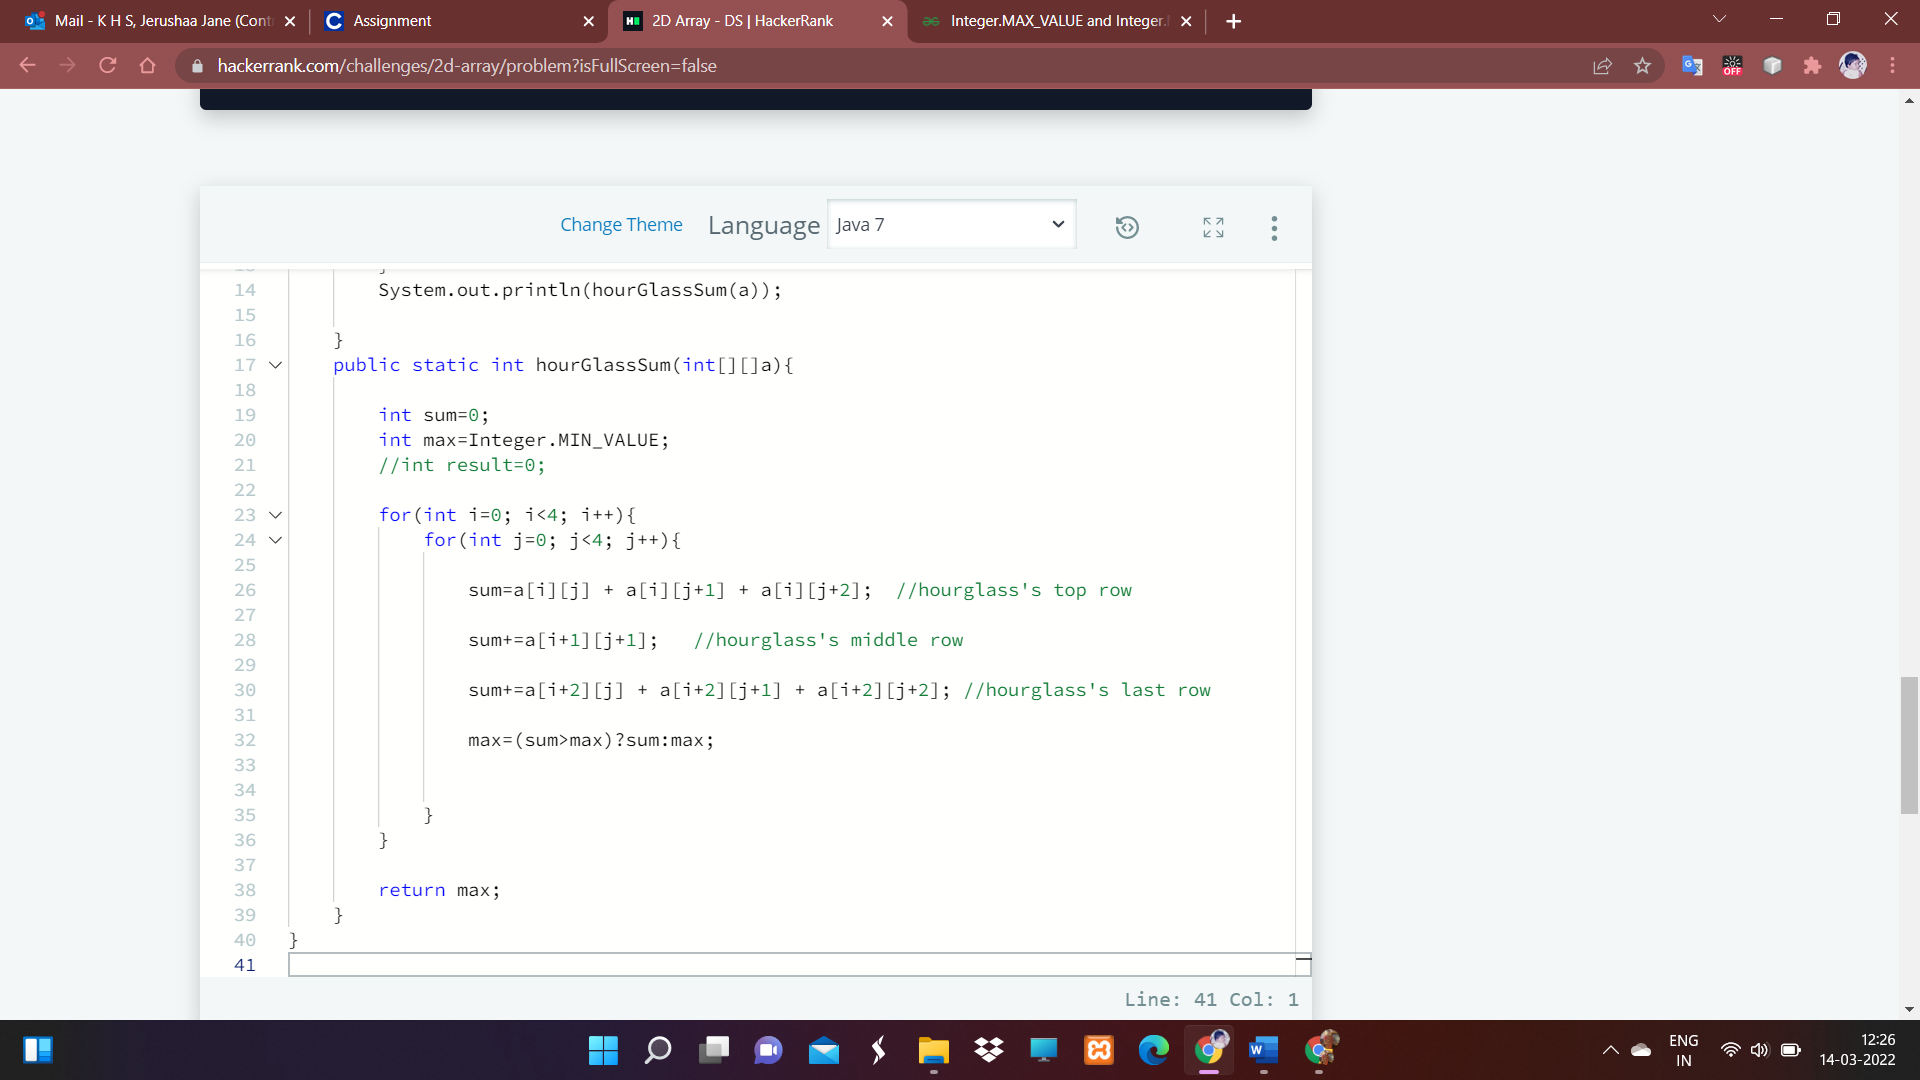 Mail - K H S, Jerushaa Jane (Cont
Assignment
2D Array - DS | HackerRank
Integer.MAX_VALUE and Integer.
hackerrank.com/challenges/2d-array/problem?isFullScreen=false
OFF
Change Theme
Language
Java 7
14 System.out.println(hourGlassSum(a));
15
16 }
17 public static int hourGlassSum(int[][]a){
18
19 int sum=0;
20 int max=Integer.MIN_VALUE;
21 //int result=0;
22
23 for(int i=0; i<4; i++){
24 for(int j=0; j<4; j++){
25
26 sum=a[i][j] + a[i][j+1] + a[i][j+2]; //hourglass's top row
27
28 sum+=a[i+1][j+1]; //hourglass's middle row
29
30 sum+=a[i+2][j] + a[i+2][j+1] + a[i+2][j+2]; //hourglass's last row
31
32 max=(sum>max)?sum:max;
33
34
35 }
36 }
37
38 return max;
39 }
40 }
41
Line: 41 Col: 1
ENG
IN
12:26
14-03-2022